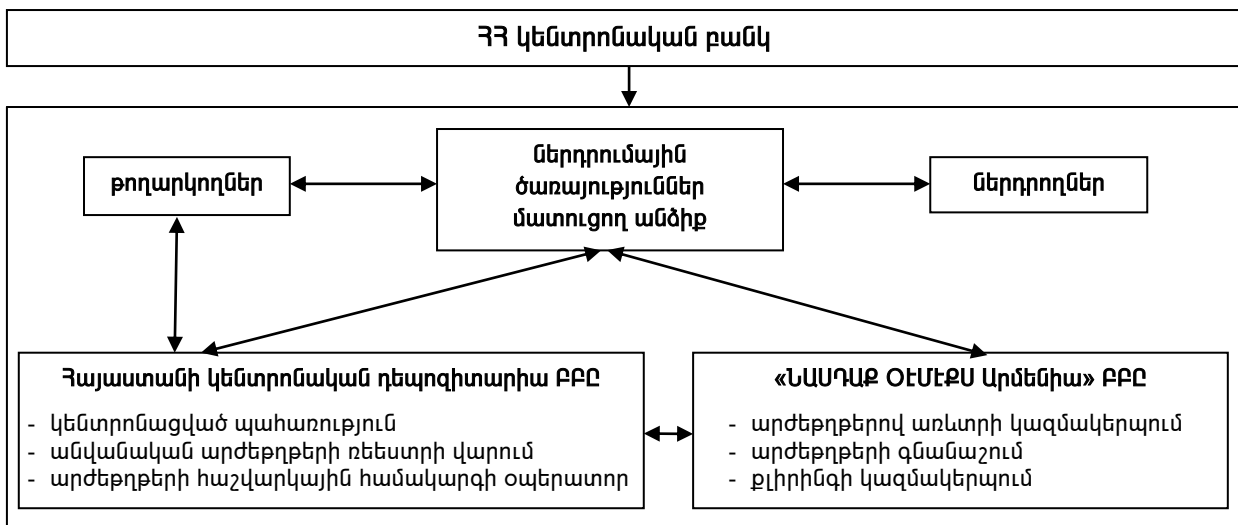 ՀՀ կենտրոնական բանկ
ներդրումային
ծառայություններ
մատուցող անձիք
թողարկողներ
ներդրողներ
Հայաստանի կենտրոնական դեպոզիտարիա ԲԲԸ
- կենտրոնացված պահառություն
- անվանական արժեթղթերի ռեեստրի վարում
- արժեթղթերի հաշվարկային համակարգի օպերատոր
«ՆԱՍԴԱՔ ՕԷՄԷՔՍ Արմենիա» ԲԲԸ
- արժեթղթերով առևտրի կազմակերպում
- արժեթղթերի գնանաշում
- քլիրինգի կազմակերպում